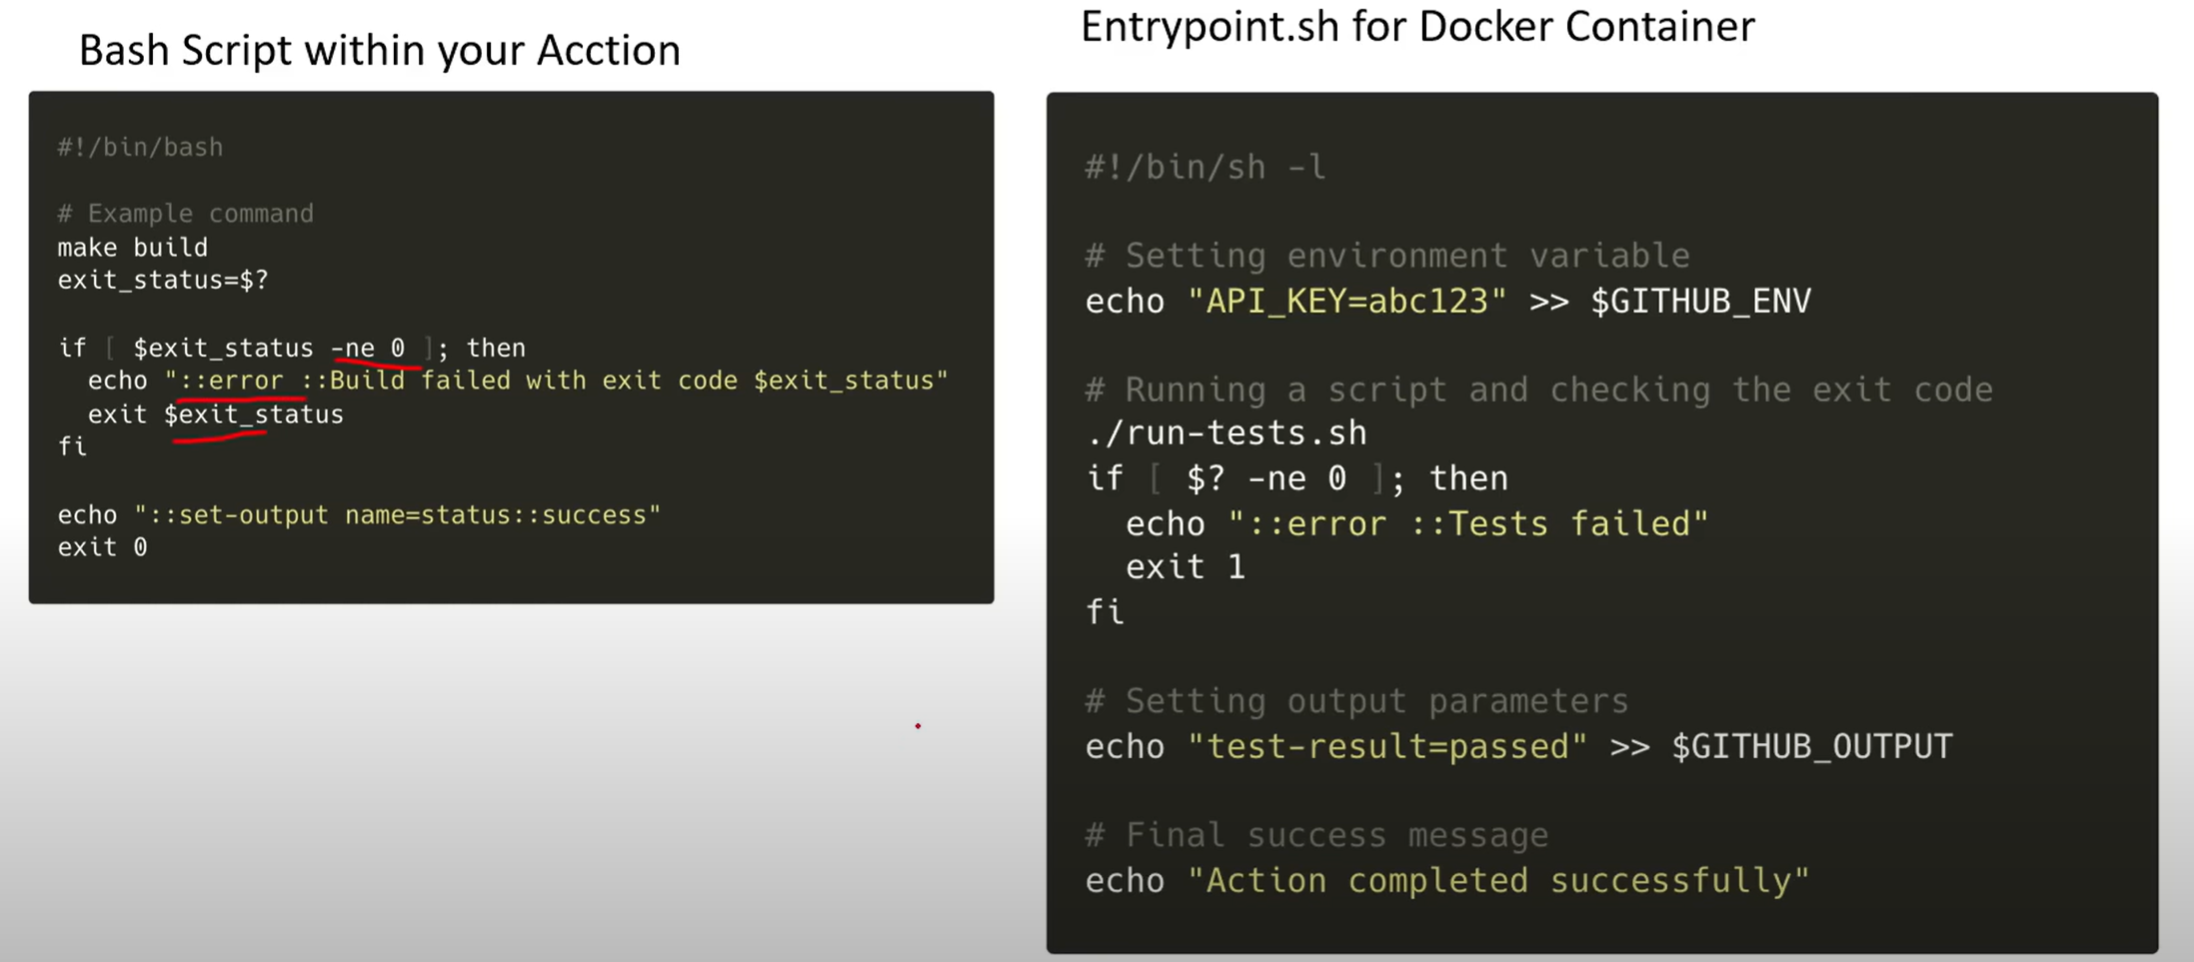 Bash Script within your Acction
#!/bin/bash
# Example command
make build
exit_status=$?
if [ $exit_status -ne 0 ]; then
echo "::error ::Build failed with exit code $exit_status"
exit $exit_status
fi
echo "::set-output name=status::success"
exit 0
Entrypoint.sh for Docker Container
#!/bin/sh -l
# Setting environment variable
echo "API_KEY=abc123" >> $GITHUB_ENV
# Running a script and checking the exit code
./run-tests.sh
if [ $? -ne 0 ]; then
echo "::error ::Tests failed"
exit 1
fi
# Setting output parameters
echo "test-result=passed" >> $GITHUB_OUTPUT
# Final success message
echo "Action completed successfully"